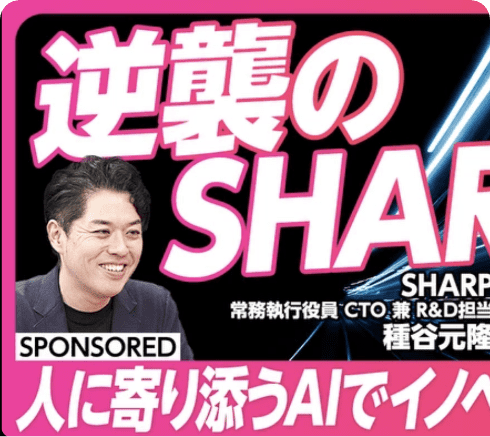 逆襲の
SHAR
SHARP
常務執行役員 CTO 兼 R&D担当
種谷元隆
SPONSORED
人に寄り添うAIでイノベ